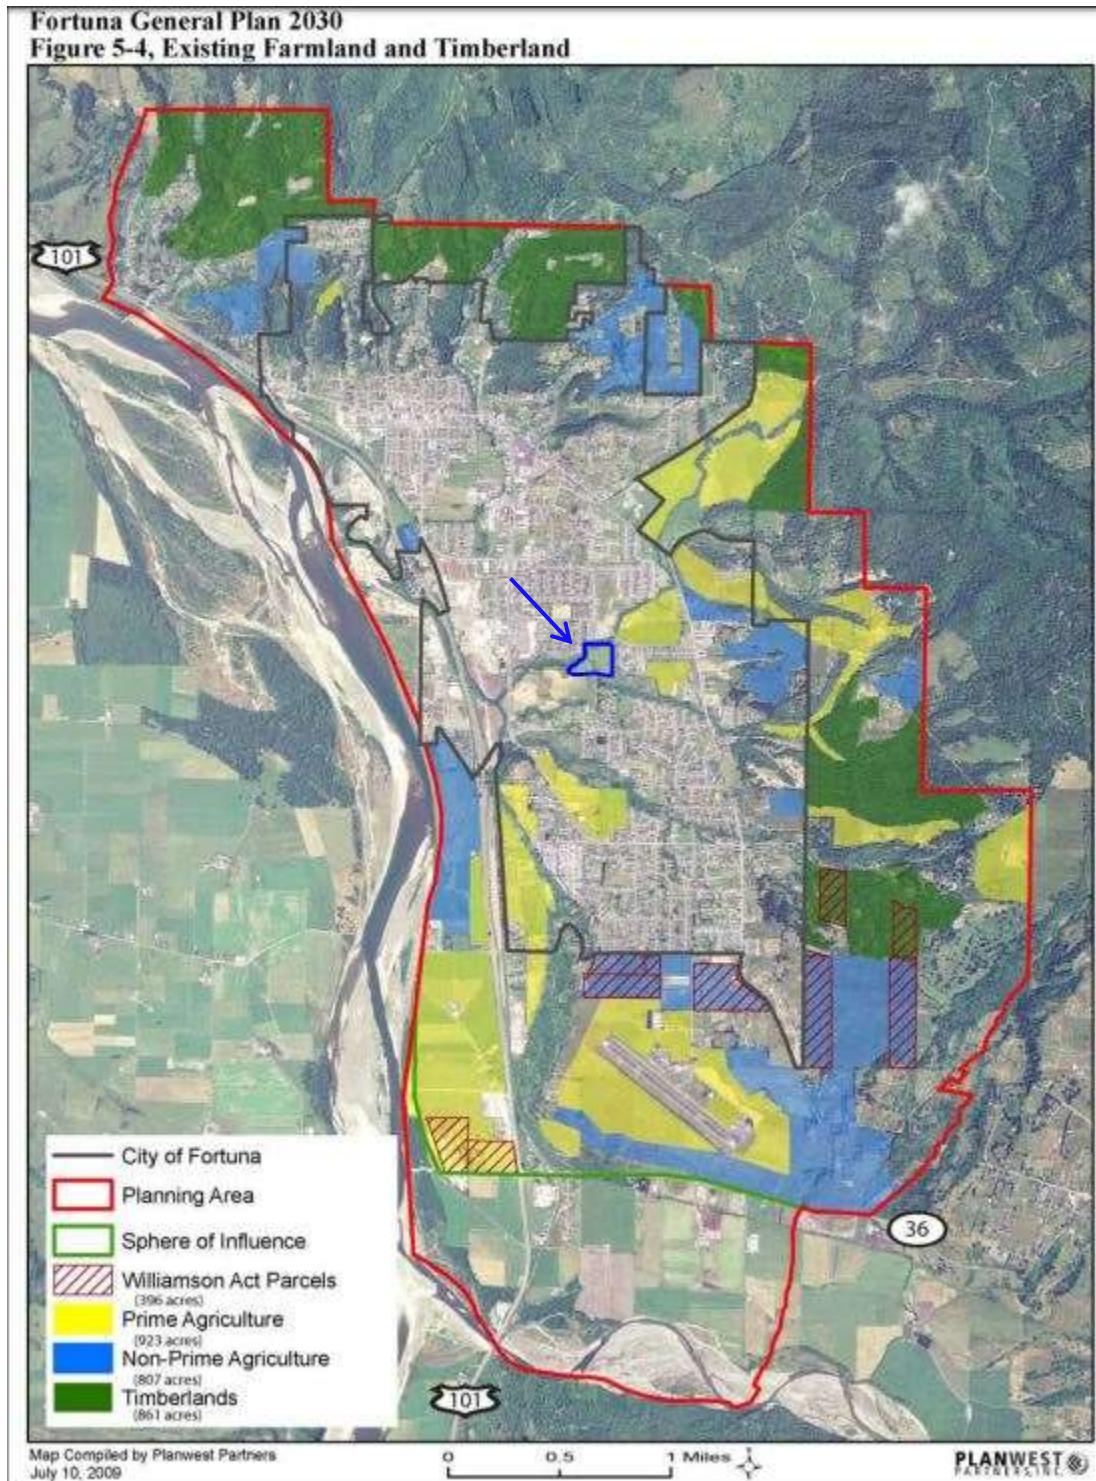 Fortuna General Plan 2030
Figure 5-4, Existing Farmland and Timberland
101
36
101
City of Fortuna
Planning Area
Sphere of Influence
Williamson Act Parcels
(396 acres)
Prime Agriculture
(923 acres)
Non-Prime Agriculture
(807 acres)
Timberlands
(861 acres)
Map Compiled by Planwest Partners
July 10, 2009
0 0.5 1 Miles
PLANWEST
PARTNERS INC